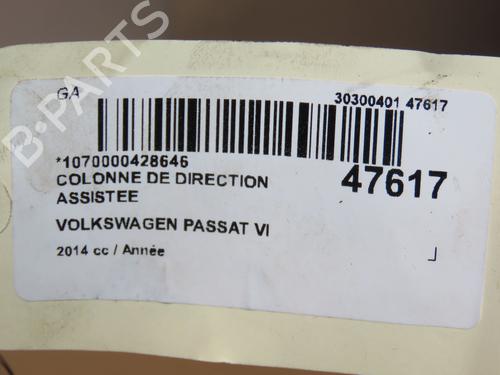 GA
30300401 47617
*1070000428646
47617
COLONNE DE DIRECTION
ASSISTEE
VOLKSWAGEN PASSAT VI
2014 cc / Année
B-PARTS